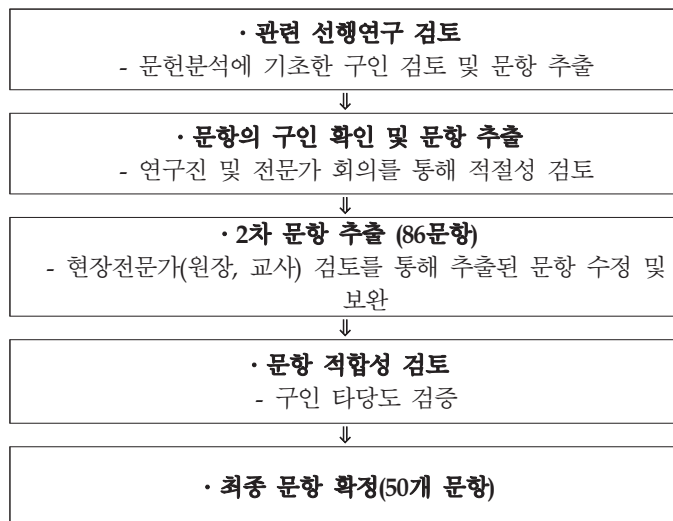 · 관련 선행연구 검토
- 문헌분석에 기초한 구인 검토 및 문항 추출
⇓
· 문항의 구인 확인 및 문항 추출
- 연구진 및 전문가 회의를 통해 적절성 검토
⇓
· 2차 문항 추출 (86문항)
- 현장전문가(원장, 교사) 검토를 통해 추출된 문항 수정 및
보완
⇓
· 문항 적합성 검토
- 구인 타당도 검증
⇓
· 최종 문항 확정(50개 문항)